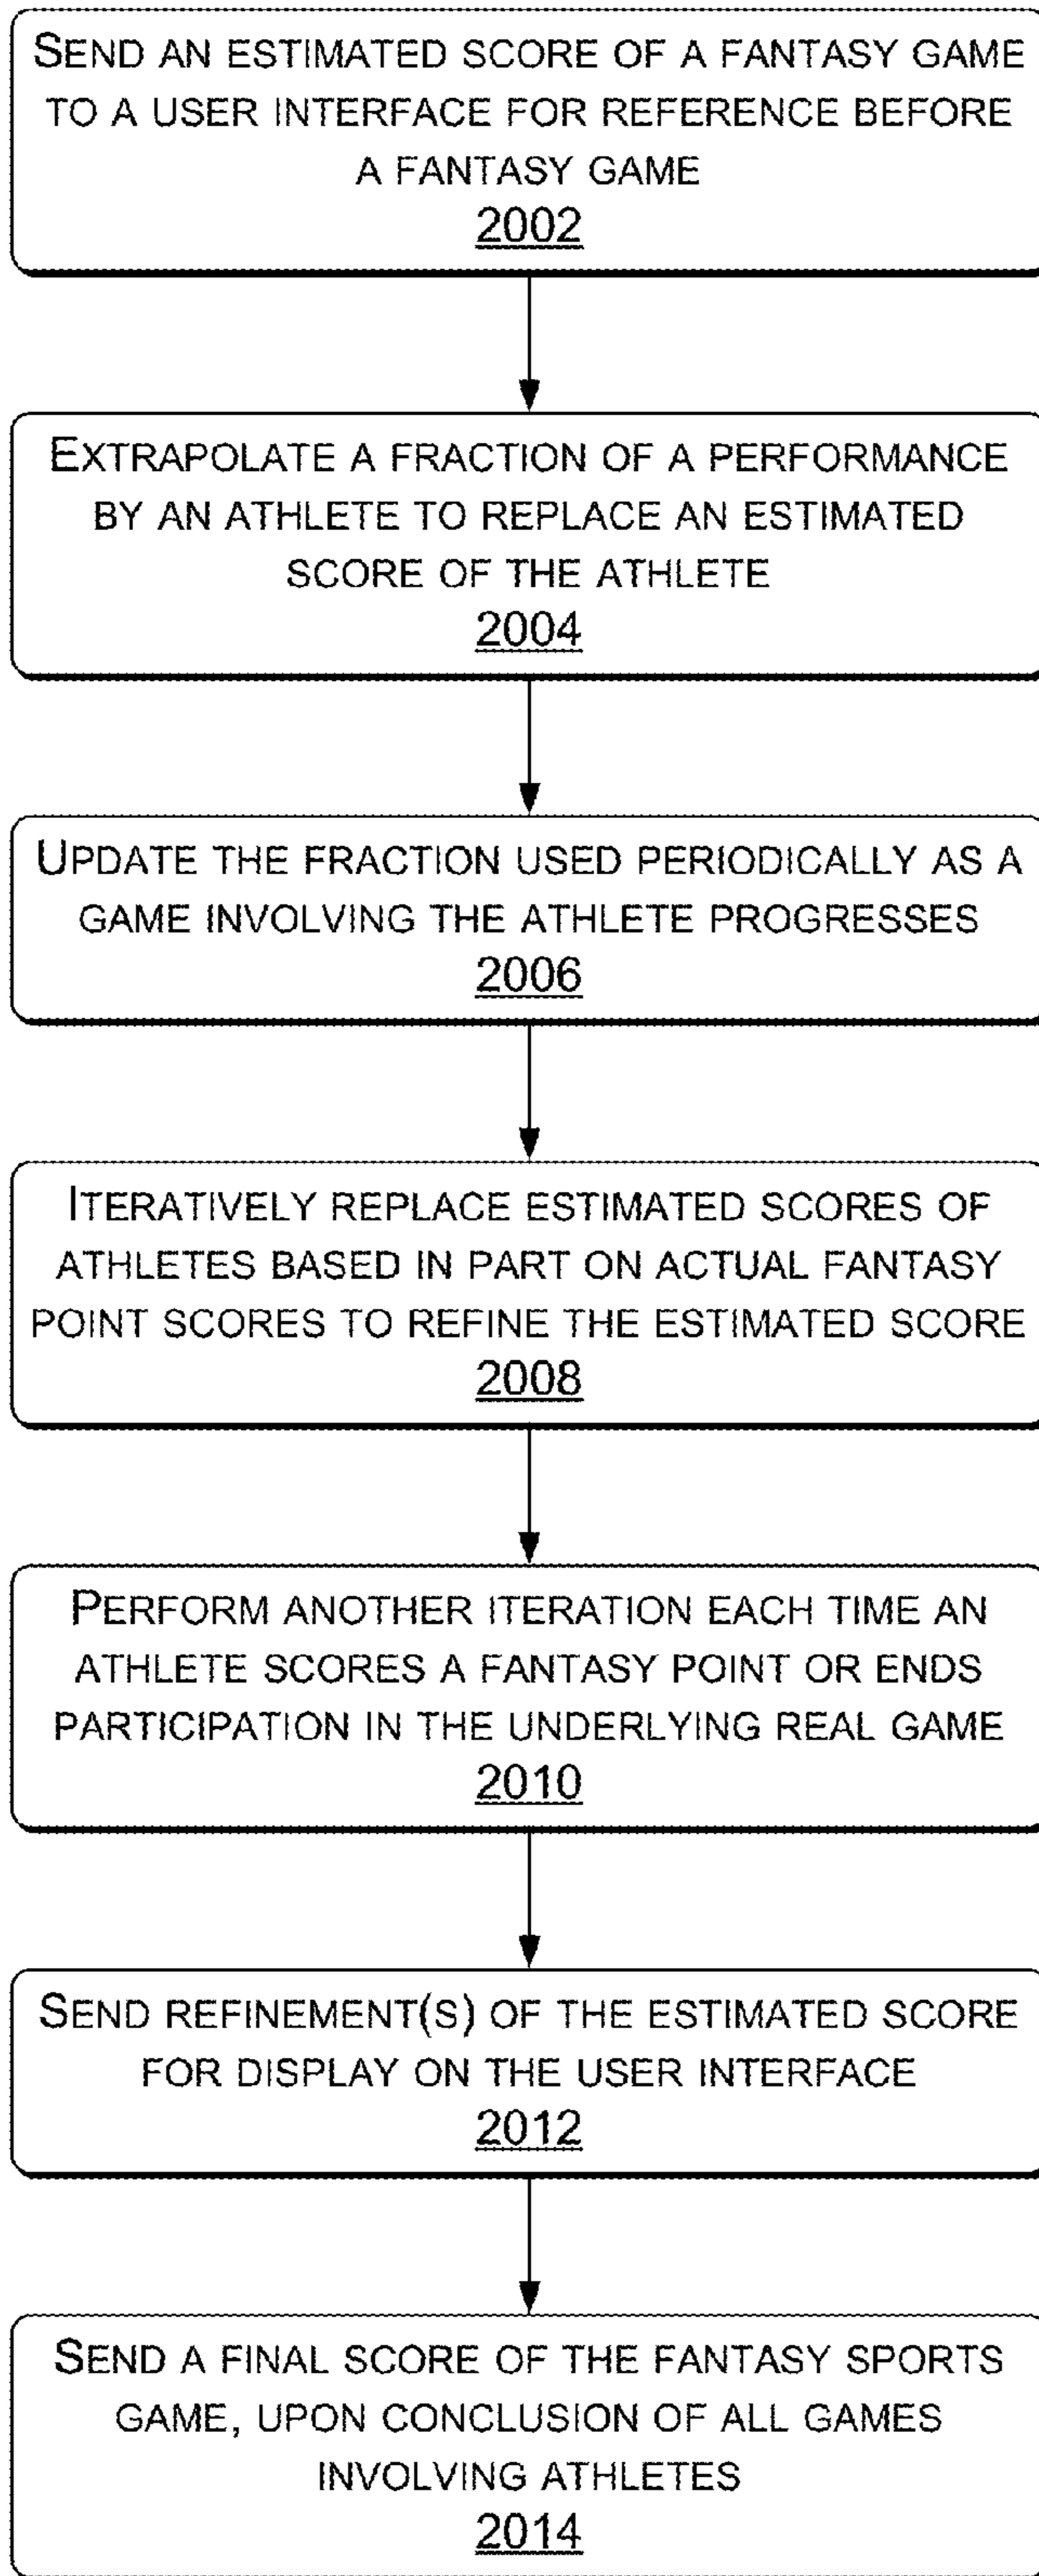 SEND AN ESTIMATED SCORE OF A FANTASY GAME
TO A USER INTERFACE FOR REFERENCE BEFORE
A FANTASY GAME
2002
EXTRAPOLATE A FRACTION OF A PERFORMANCE
BY AN ATHLETE TO REPLACE AN ESTIMATED
SCORE OF THE ATHLETE
2004
UPDATE THE FRACTION USED PERIODICALLY AS A
GAME INVOLVING THE ATHLETE PROGRESSES
2006
ITERATIVELY REPLACE ESTIMATED SCORES OF
ATHLETES BASED IN PART ON ACTUAL FANTASY
POINT SCORES TO REFINE THE ESTIMATED SCORE
2008
PERFORM ANOTHER ITERATION EACH TIME AN
ATHLETE SCORES A FANTASY POINT OR ENDS
PARTICIPATION IN THE UNDERLYING REAL GAME
2010
SEND REFINEMENT(S) OF THE ESTIMATED SCORE
FOR DISPLAY ON THE USER INTERFACE
2012
SEND A FINAL SCORE OF THE FANTASY SPORTS
GAME, UPON CONCLUSION OF ALL GAMES
INVOLVING ATHLETES
2014